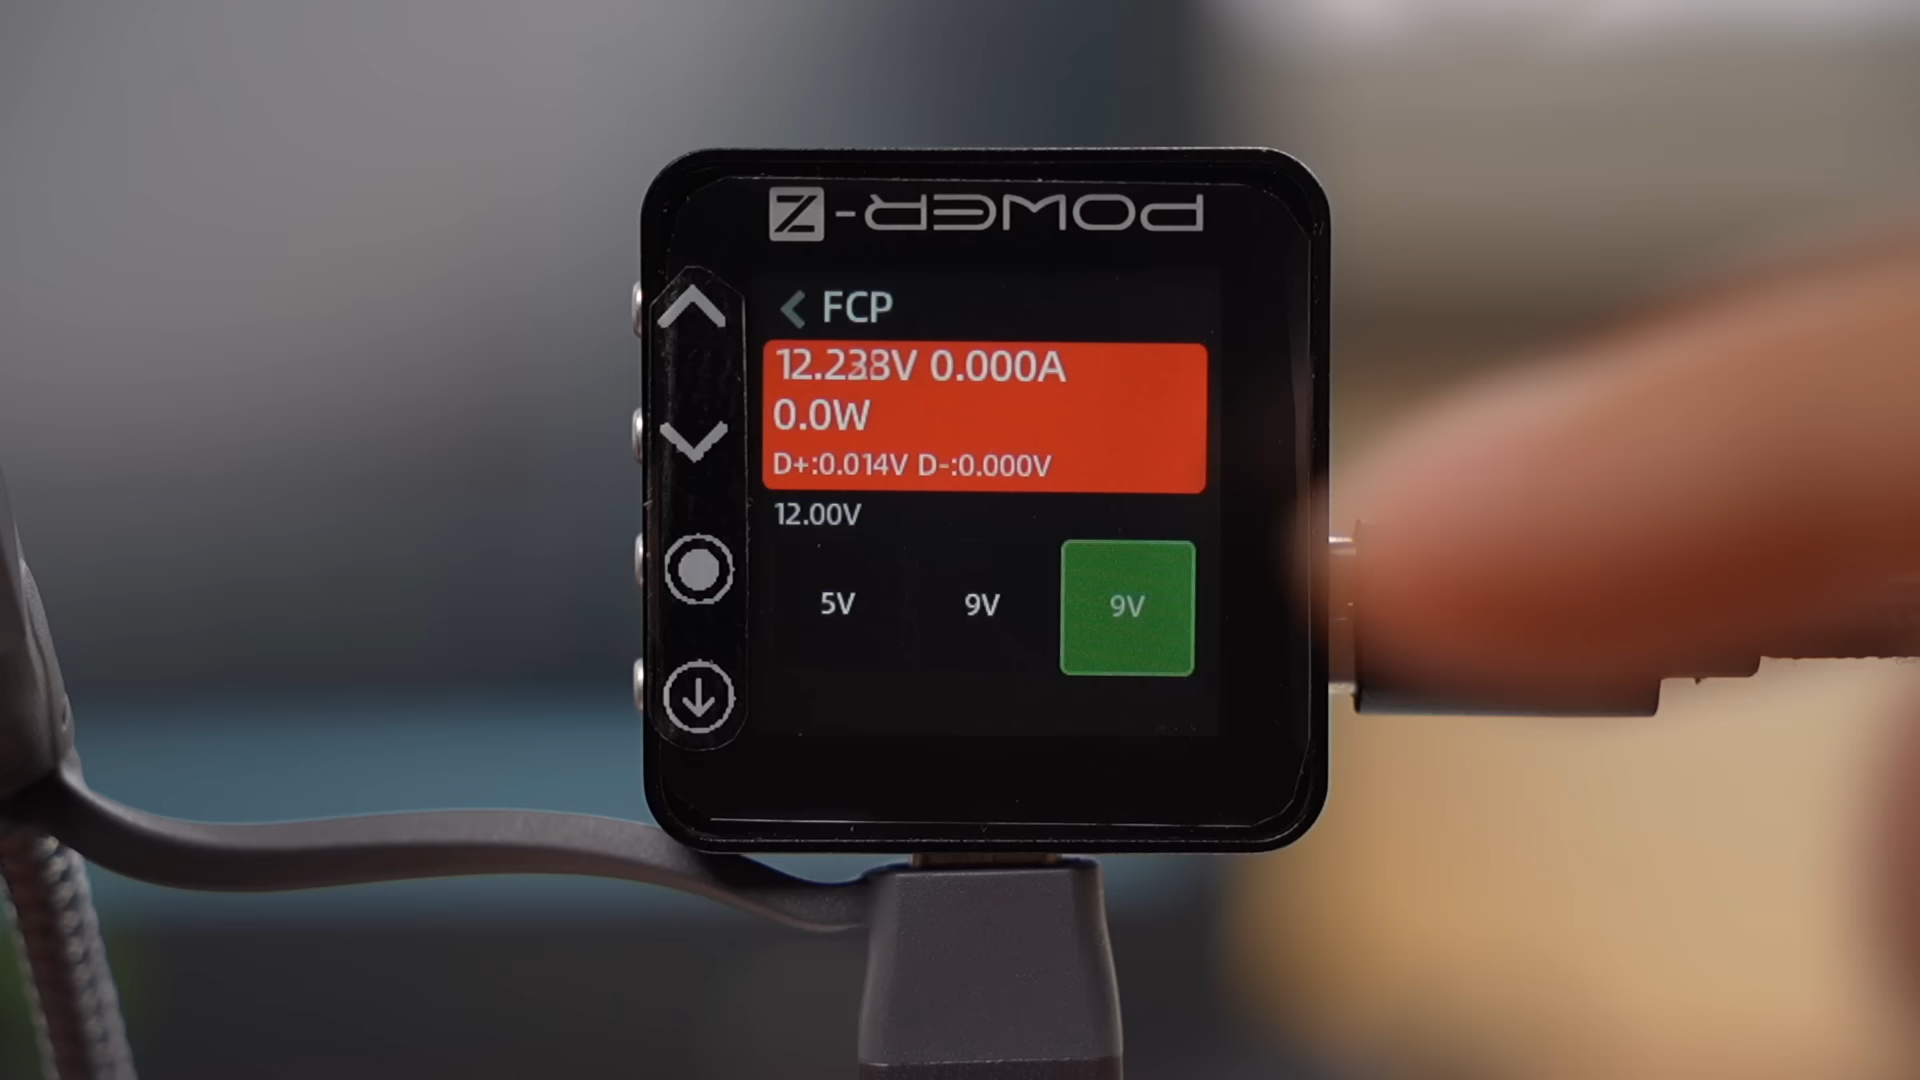 POWER-Z
FCP
12.238V 0.000A
0.0W
D+:0.014V D-:0.000V
12.00V
5V 9V 9V